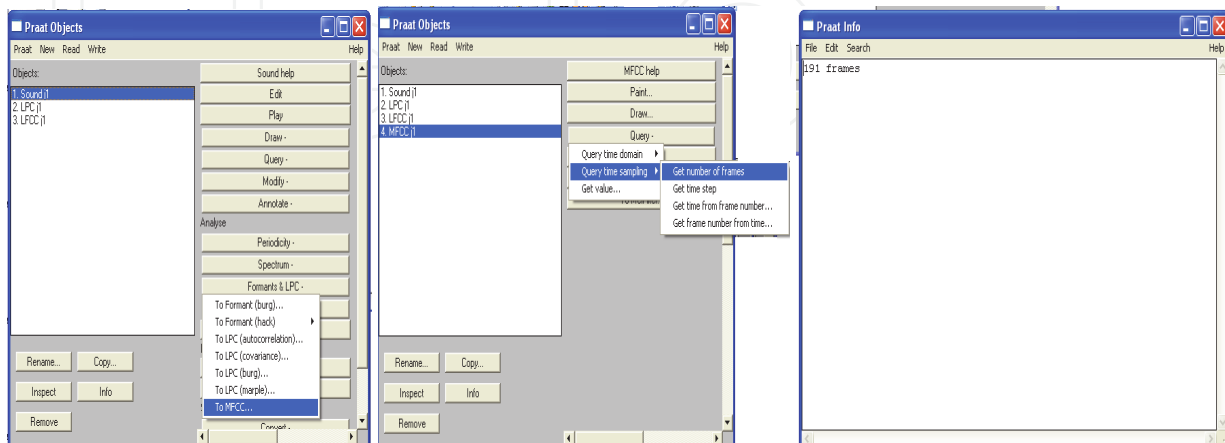 Praat Objects
Praat New Read Write Help
Objects:
1. Sound j1
2. LPC j1
3. LFCC j1
Sound help
Edit
Play
Draw -
Query -
Modify -
Annotate -
Analyse
Periodicity -
Spectrum -
Formants & LPC -
To Formant (burg)...
To Formant (hack)
To LPC (autocorrelation)...
To LPC (covariance)...
To LPC (burg)...
To LPC (marple)...
To MFCC...
Convert -
Rename... Copy...
Inspect Info
Remove
Praat Objects
Praat New Read Write Help
Objects:
1. Sound j1
2. LPC j1
3. LFCC j1
4. MFCC j1
MFCC help
Paint...
Draw...
Query -
Query time domain
Query time sampling
Get value...
Get number of frames
Get time step
Get time from frame number...
Get frame number from time...
Rename... Copy...
Inspect Info
Remove
Praat Info
File Edit Search Help
191 frames